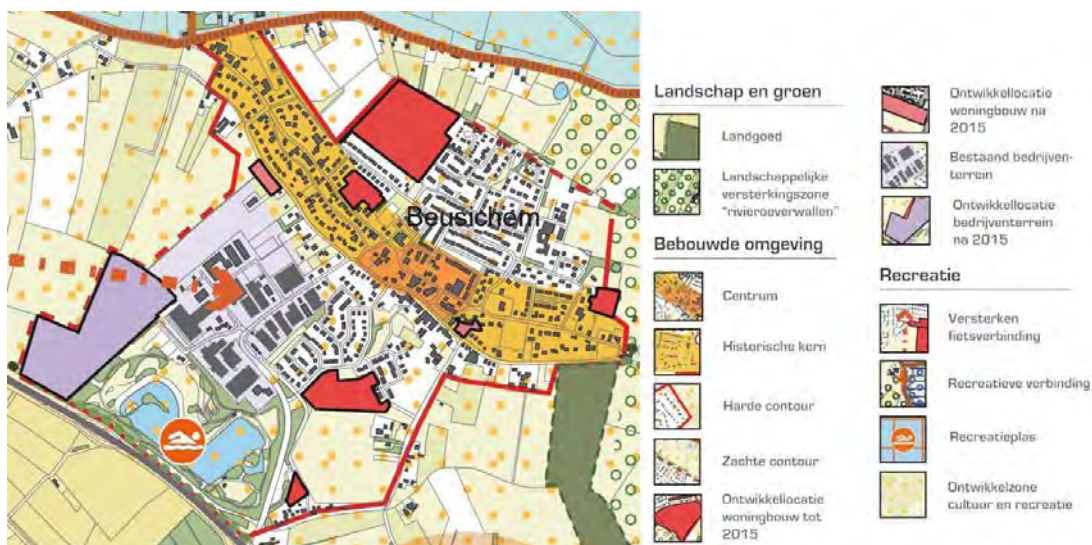 Beusichem
Landschap en groen
Landgoed
Landschappelijke
versterkingszone
"rivieroeverwallen"
Bebouwde omgeving
Centrum
Historische kern
Harde contour
Zachte contour
Ontwikkellocatie
woningbouw tot
2015
Ontwikkellocatie
woningbouw na
2015
Bestaand bedrijven-
terrein
Ontwikkellocatie
bedrijventerrein
na 2015
Recreatie
Versterken
fietsverbinding
Recreatieve verbinding
Recreatieplas
Ontwikkelzone
cultuur en recreatie